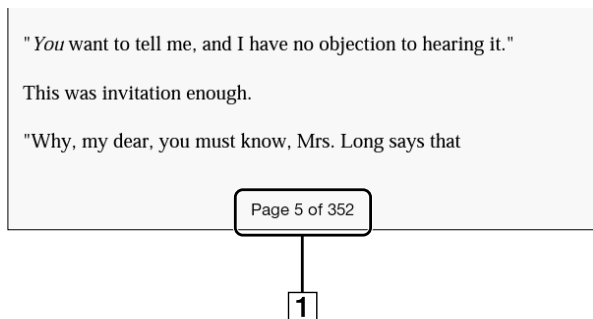 "You want to tell me, and I have no objection to hearing it."
This was invitation enough.
"Why, my dear, you must know, Mrs. Long says that
Page 5 of 352
1